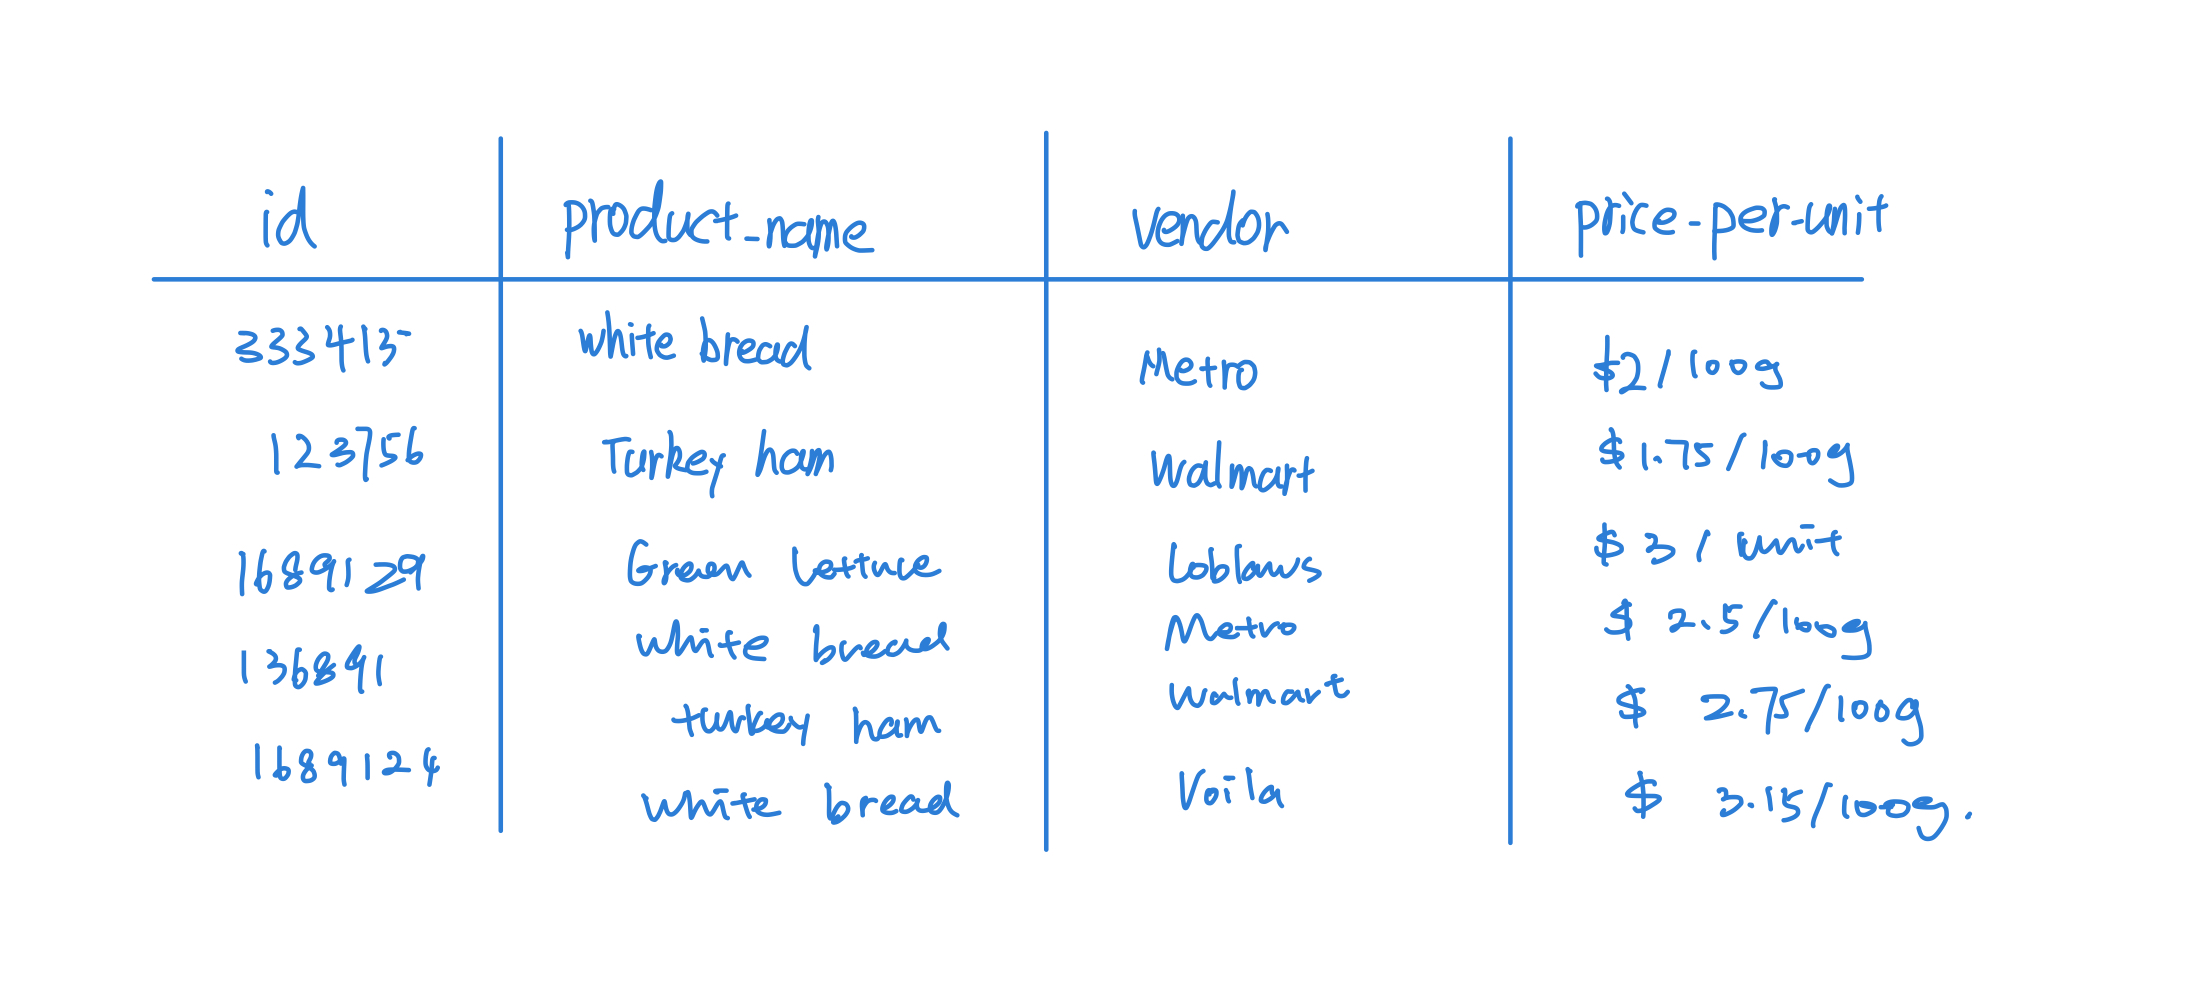 id product_name vendor price-per-unit
333415 white bread Metro $2/100g
123756 Turkey ham Walmart $1.75/100g
1689129 Green Lettuce Loblaws $3/unit
136891 white bread Metro $2.5/100g
turkey ham Walmart $2.75/100g
1689124 white bread Voila $3.15/100g.